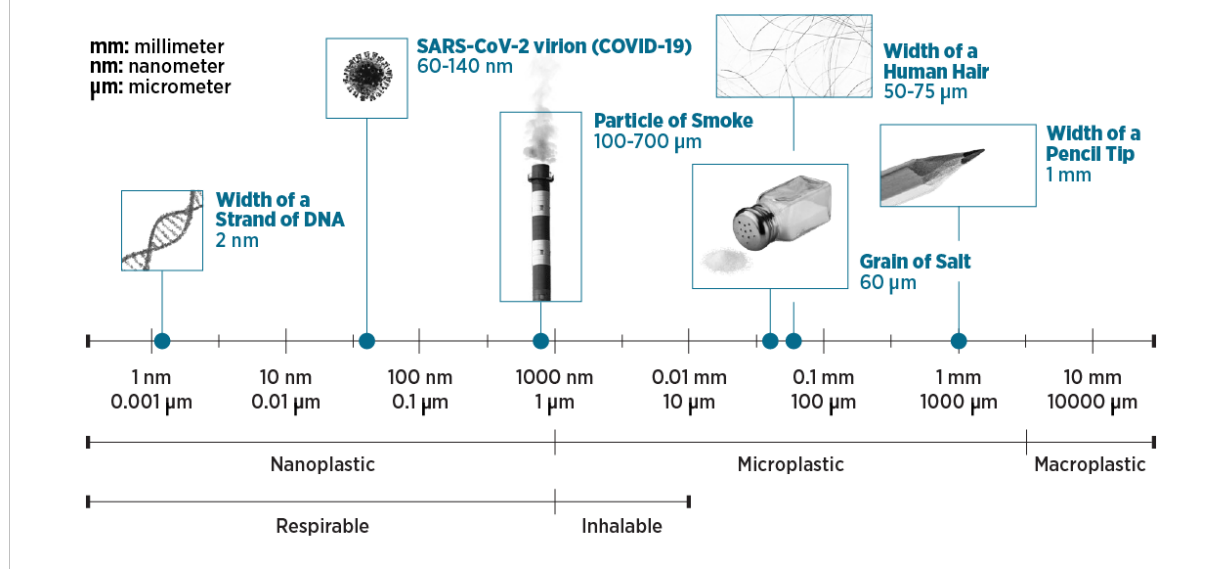 mm: millimeter
nm: nanometer
µm: micrometer
SARS-CoV-2 virion (COVID-19)
60-140 nm
Width of a
Human Hair
50-75 µm
Particle of Smoke
100-700 µm
Width of a
Pencil Tip
1 mm
Width of a
Strand of DNA
2 nm
Grain of Salt
60 µm
1 nm
0.001 µm
10 nm
0.01 µm
100 nm
0.1 µm
1000 nm
1 µm
0.01 mm
10 µm
0.1 mm
100 µm
1 mm
1000 µm
10 mm
10000 µm
Nanoplastic
Microplastic
Macroplastic
Respirable
Inhalable